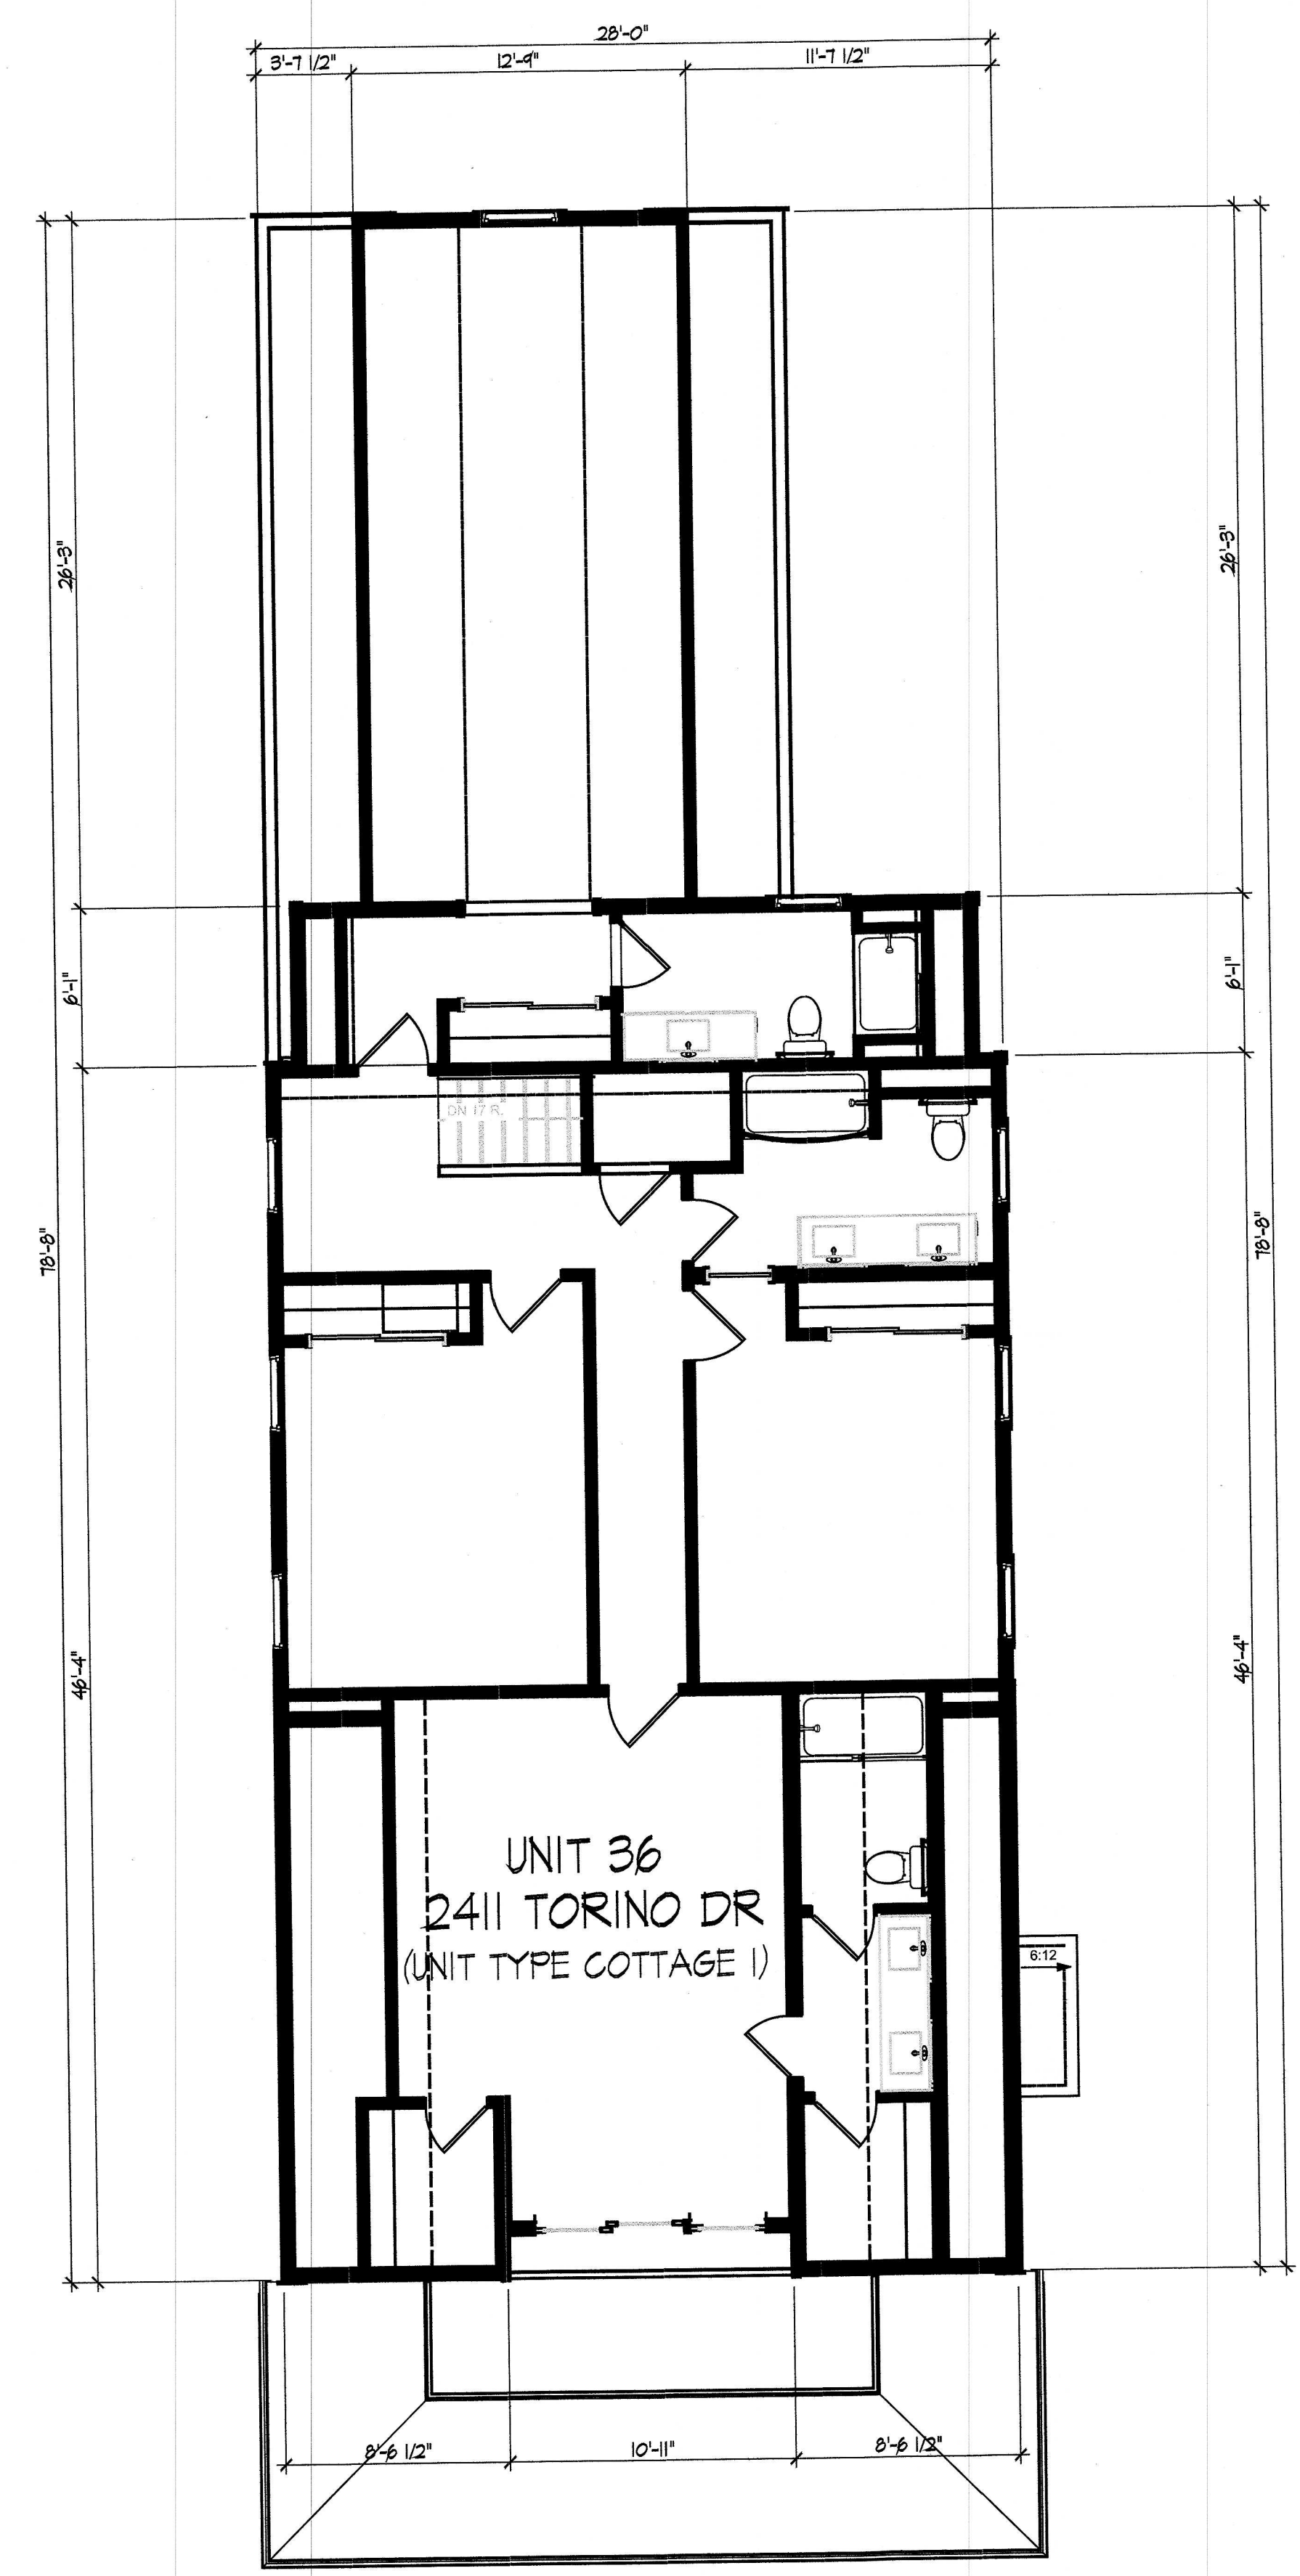 28'-0"
3'-7 1/2" 12'-9" 11'-7 1/2"
26'-3" 26'-3"
6'-1" 6'-1"
DN 17 R.
78'-8" 78'-8"
46'-4" 46'-4"
UNIT 36
2411 TORINO DR
(UNIT TYPE COTTAGE 1)
6:12
8'-6 1/2" 10'-11" 8'-6 1/2"